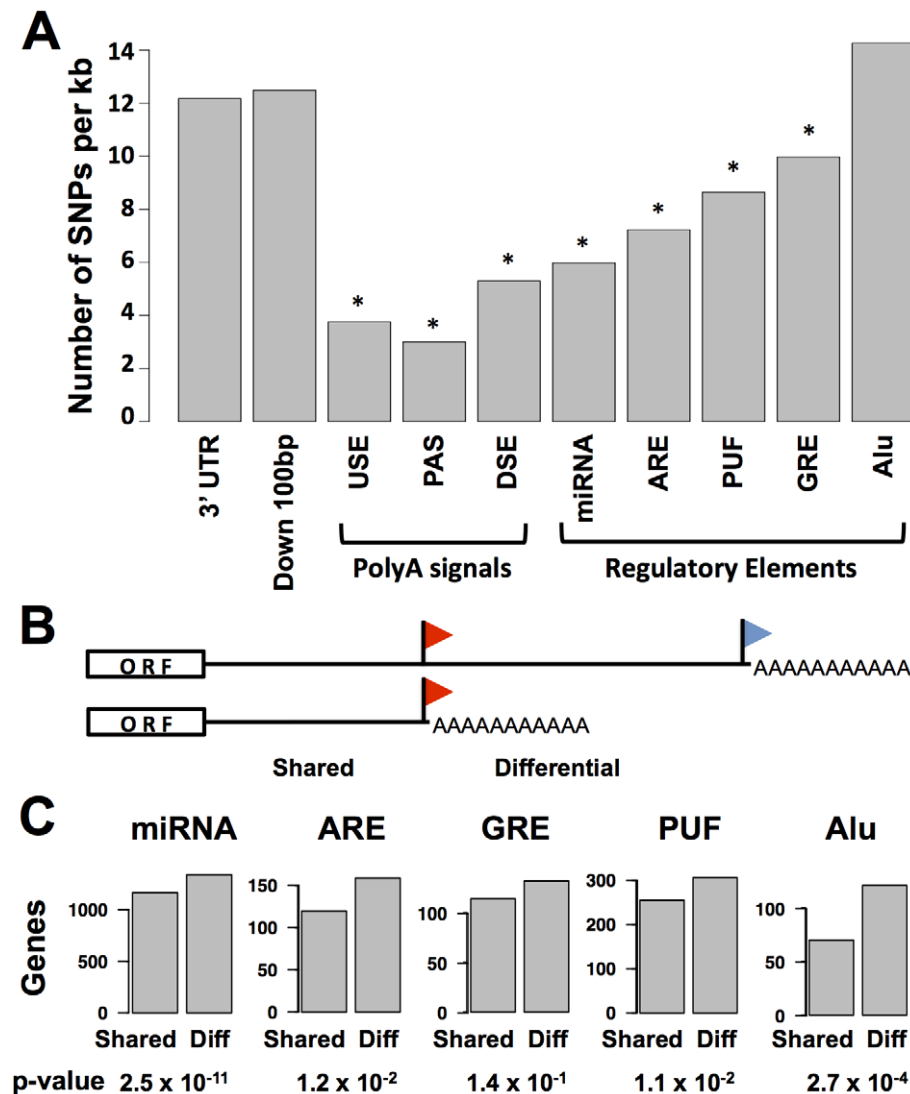 A
Number of SNPs per kb
14
12
10
8
6
4
2
0
* * * * * * *
3' UTR
Down 100bp
USE
PAS
DSE
miRNA
ARE
PUF
GRE
Alu
PolyA signals
Regulatory Elements
B
ORF
AAAAAAAAAAA
ORF
AAAAAAAAAAA
Shared Differential
C
miRNA ARE GRE PUF Alu
Genes
1000
500
0
150
100
50
0
100
50
0
300
200
100
0
100
50
0
Shared Diff Shared Diff Shared Diff Shared Diff Shared Diff
p-value 2.5 x 10⁻¹¹ 1.2 x 10⁻² 1.4 x 10⁻¹ 1.1 x 10⁻² 2.7 x 10⁻⁴